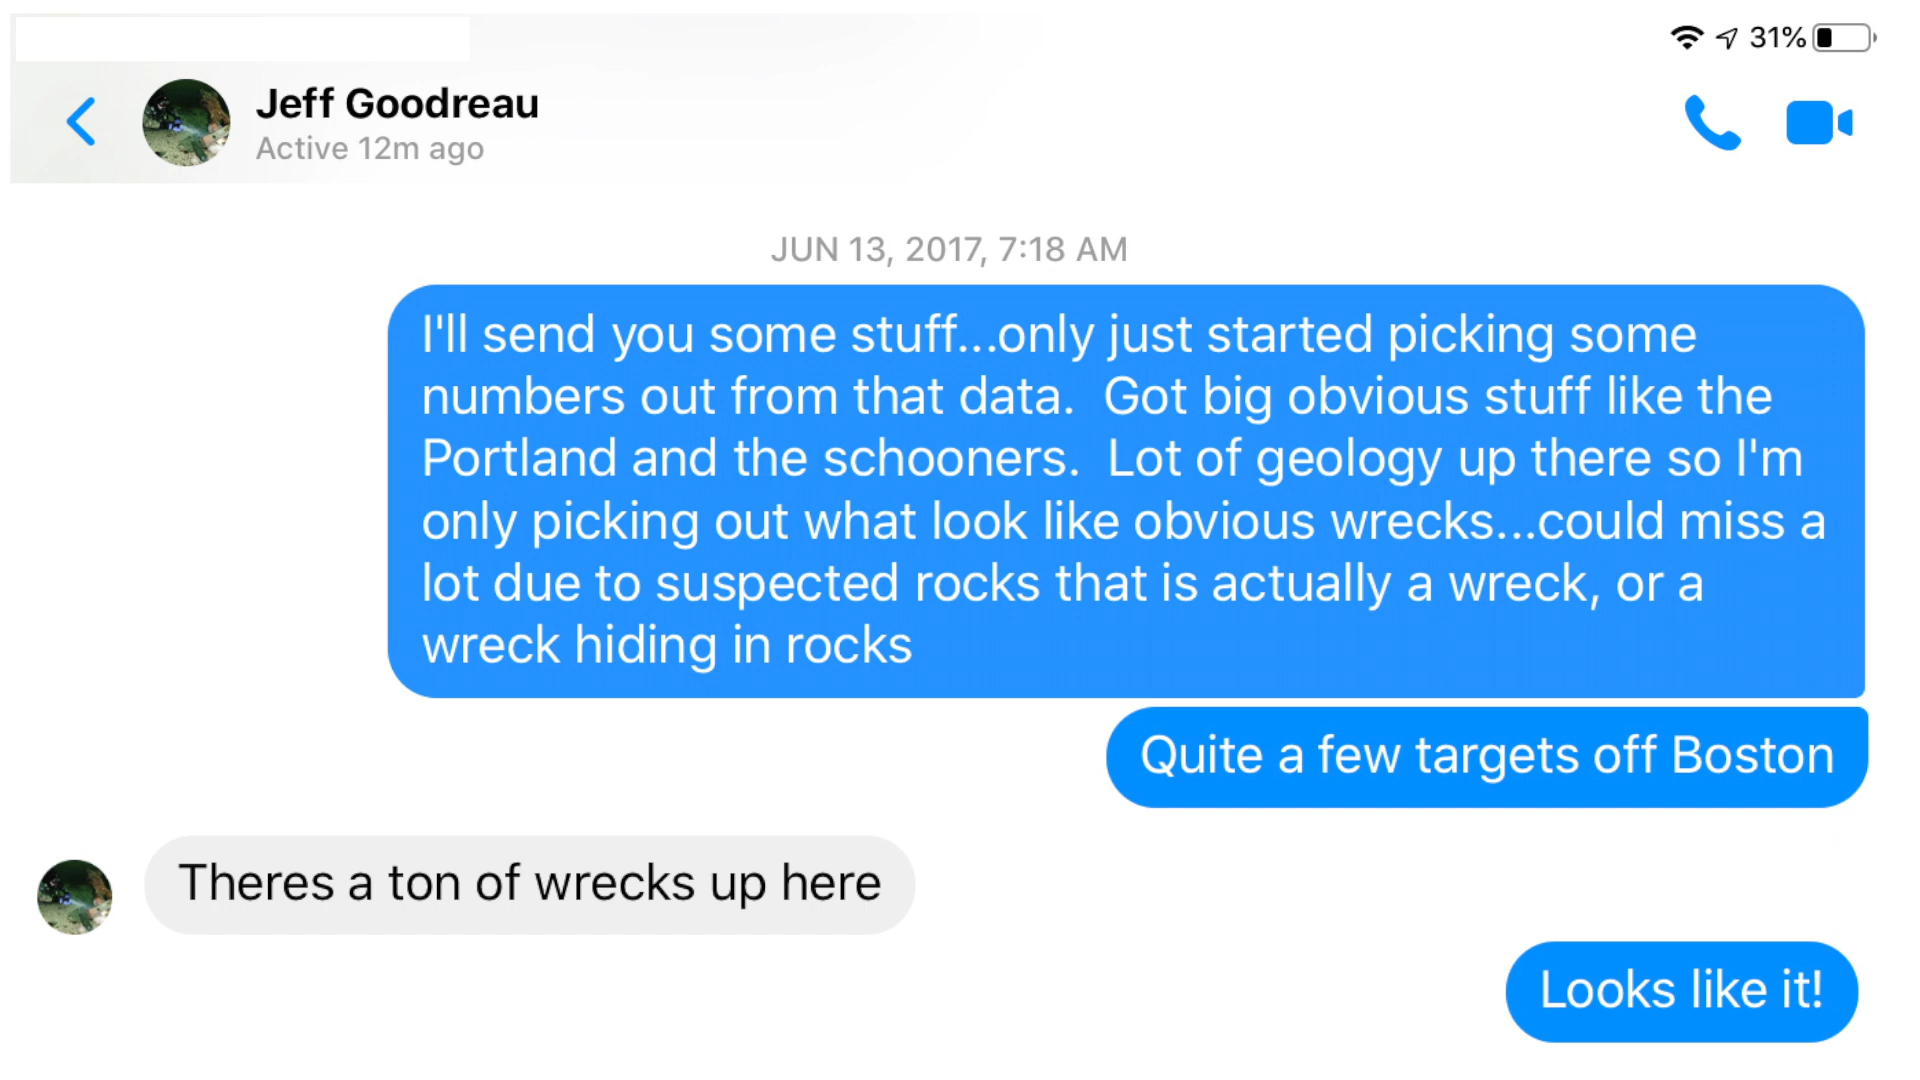 31%
Jeff Goodreau
Active 12m ago
JUN 13, 2017, 7:18 AM
I'll send you some stuff...only just started picking some
numbers out from that data.  Got big obvious stuff like the
Portland and the schooners.  Lot of geology up there so I'm
only picking out what look like obvious wrecks...could miss a
lot due to suspected rocks that is actually a wreck, or a
wreck hiding in rocks
Quite a few targets off Boston
Theres a ton of wrecks up here
Looks like it!